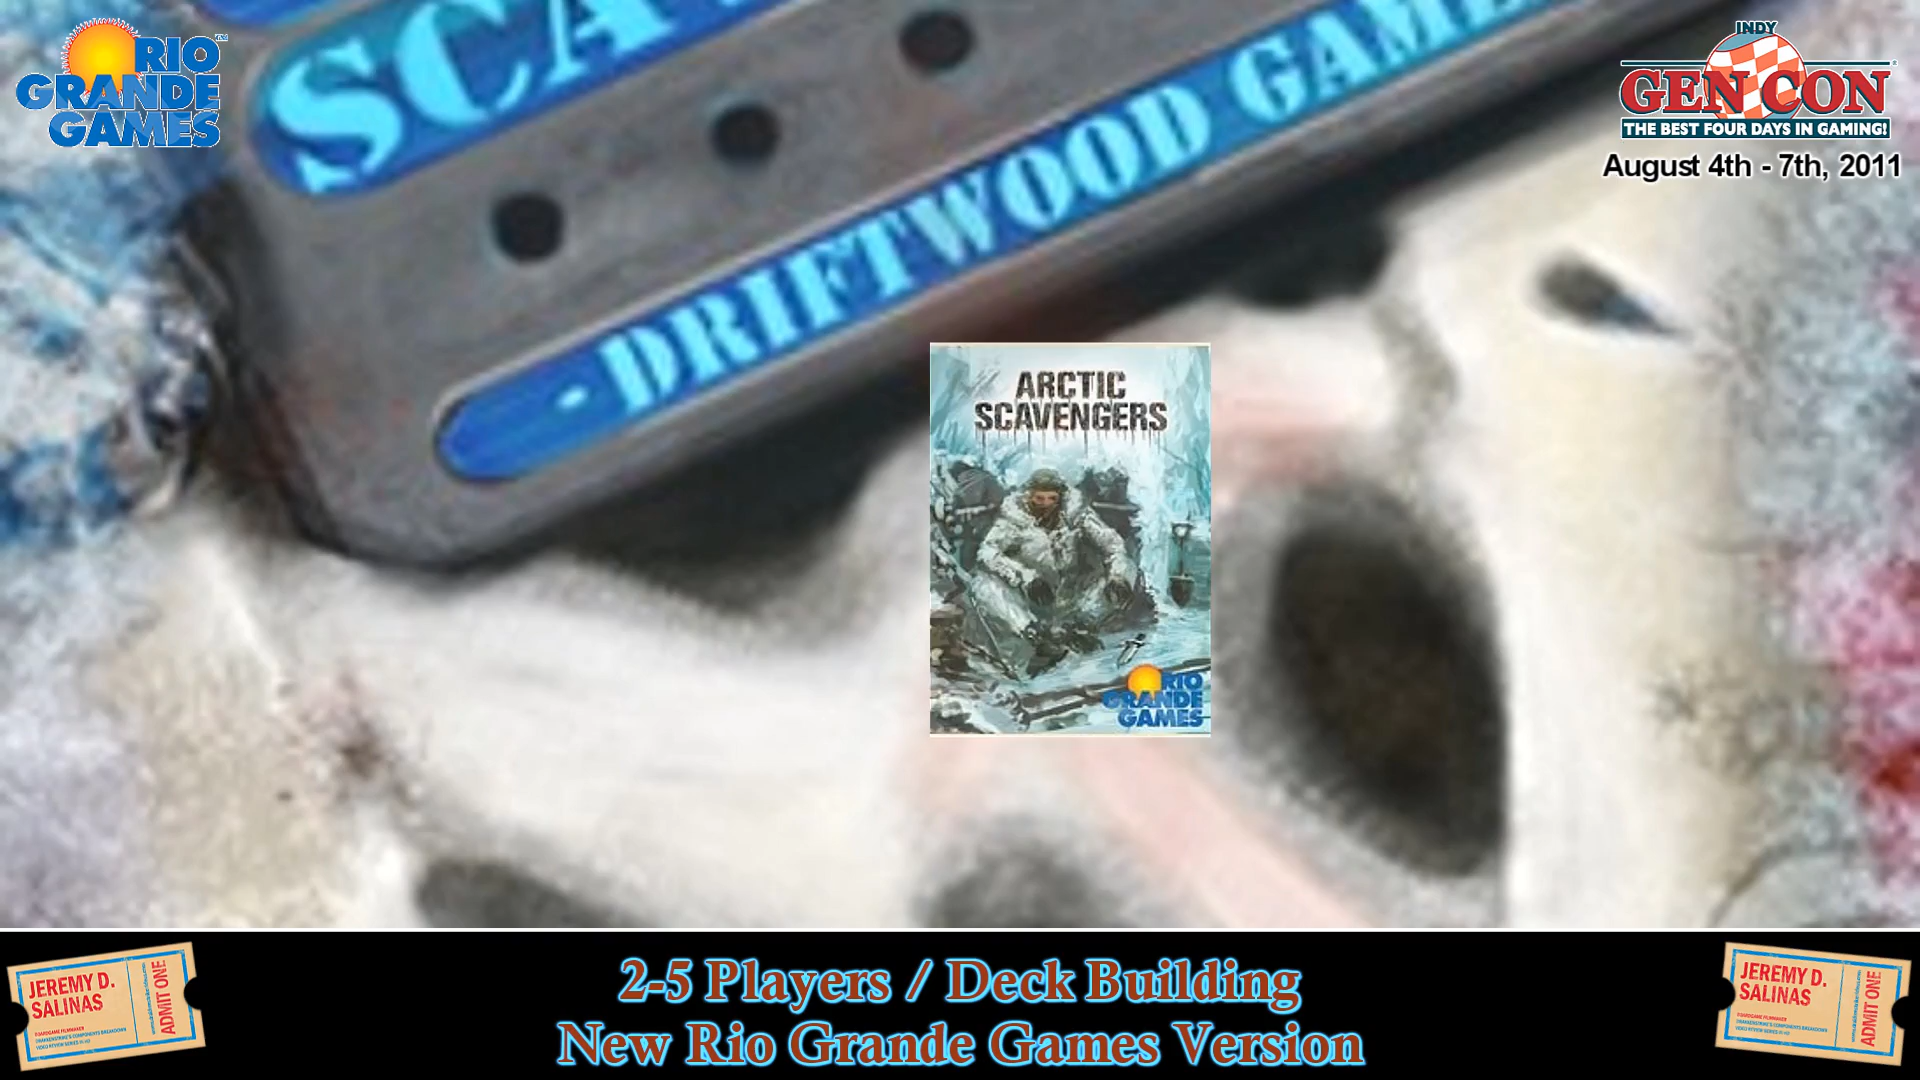 RIO
GRANDE
GAMES
SCA
- DRIFTWOOD GAME
INDY
GEN CON
THE BEST FOUR DAYS IN GAMING!
August 4th - 7th, 2011
ARCTIC
SCAVENGERS
RIO
GRANDE
GAMES
2-5 Players / Deck Building
New Rio Grande Games Version
JEREMY D.
SALINAS
ADMIT ONE
JEREMY D.
SALINAS
ADMIT ONE